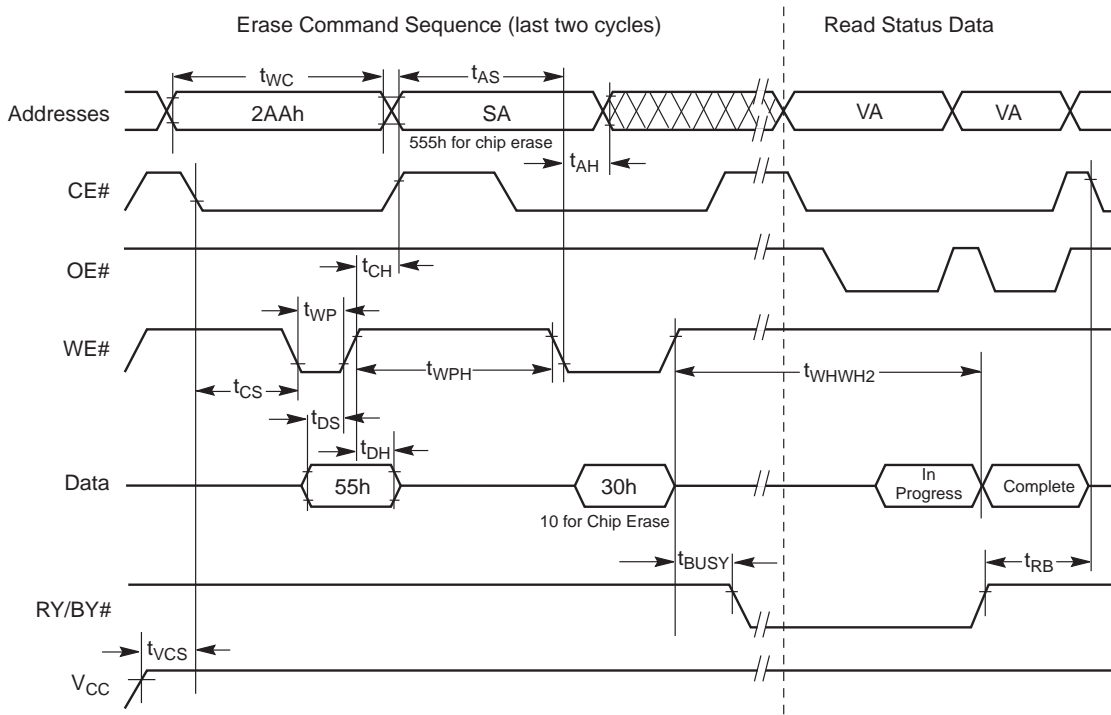 Erase Command Sequence (last two cycles)
Read Status Data
tWC
tAS
Addresses
2AAh
SA
VA
VA
555h for chip erase
tAH
CE#
OE#
tCH
tWP
WE#
tWPH
tWHWH2
tCS
tDS
tDH
Data
55h
30h
In
Progress
Complete
10 for Chip Erase
tBUSY
tRB
RY/BY#
tVCS
VCC